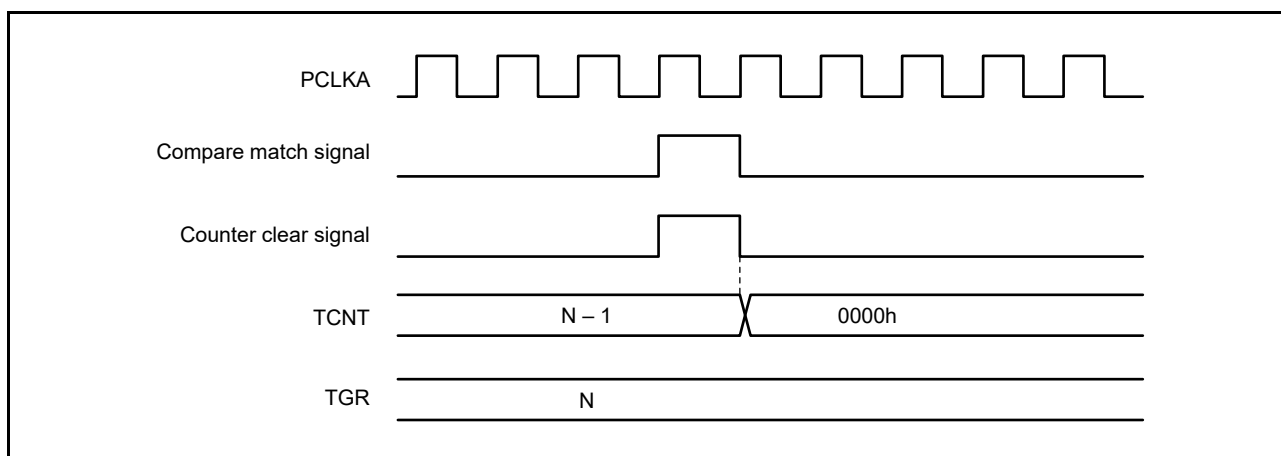 PCLKA
Compare match signal
Counter clear signal
TCNT N – 1 0000h
TGR N